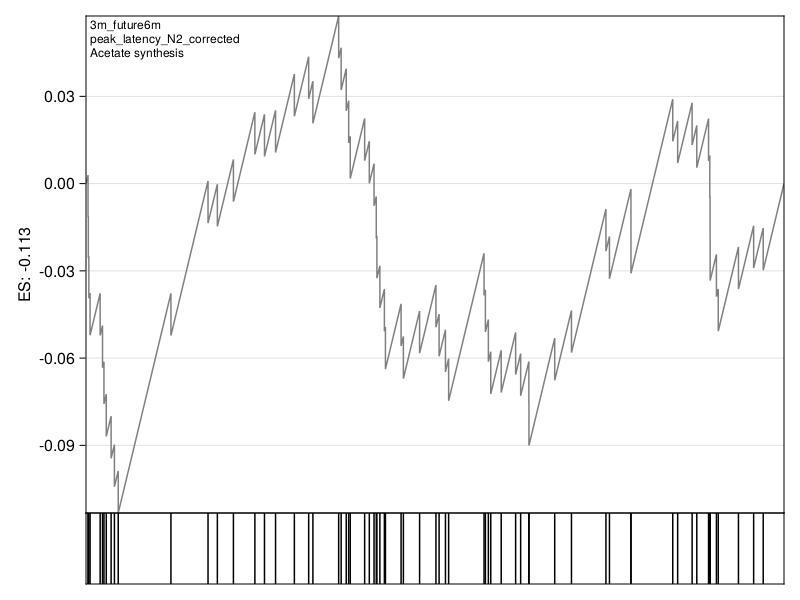 3m_future6m
peak_latency_N2_corrected
Acetate synthesis
0.03
0.00
-0.03
-0.06
-0.09
ES: -0.113